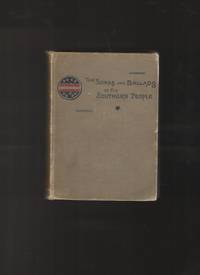 The Songs and Ballads
of the
Southern People